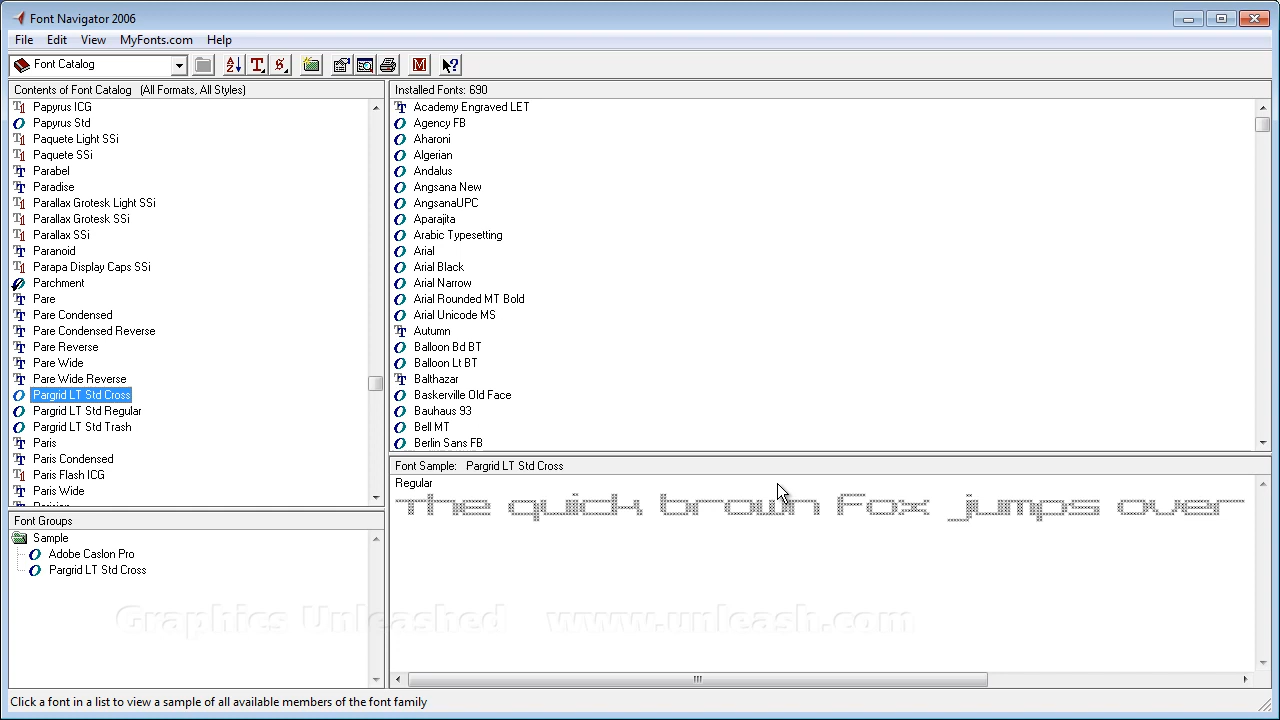 Font Navigator 2006
File Edit View MyFonts.com Help
Font Catalog
Contents of Font Catalog (All Formats, All Styles)
Papyrus ICG
Papyrus Std
Paquete Light SSi
Paquete SSi
Parabel
Paradise
Parallax Grotesk Light SSi
Parallax Grotesk SSi
Parallax SSi
Paranoid
Parapa Display Caps SSi
Parchment
Pare
Pare Condensed
Pare Condensed Reverse
Pare Reverse
Pare Wide
Pare Wide Reverse
Pargrid LT Std Cross
Pargrid LT Std Regular
Pargrid LT Std Trash
Paris
Paris Condensed
Paris Flash ICG
Paris Wide
Installed Fonts: 690
Academy Engraved LET
Agency FB
Aharoni
Algerian
Andalus
Angsana New
AngsanaUPC
Aparajita
Arabic Typesetting
Arial
Arial Black
Arial Narrow
Arial Rounded MT Bold
Arial Unicode MS
Autumn
Balloon Bd BT
Balloon Lt BT
Balthazar
Baskerville Old Face
Bauhaus 93
Bell MT
Berlin Sans FB
Font Sample: Pargrid LT Std Cross
Regular
The quick brown fox jumps over
Font Groups
Sample
Adobe Caslon Pro
Pargrid LT Std Cross
Graphics Unleashed www.unleash.com
Click a font in a list to view a sample of all available members of the font family